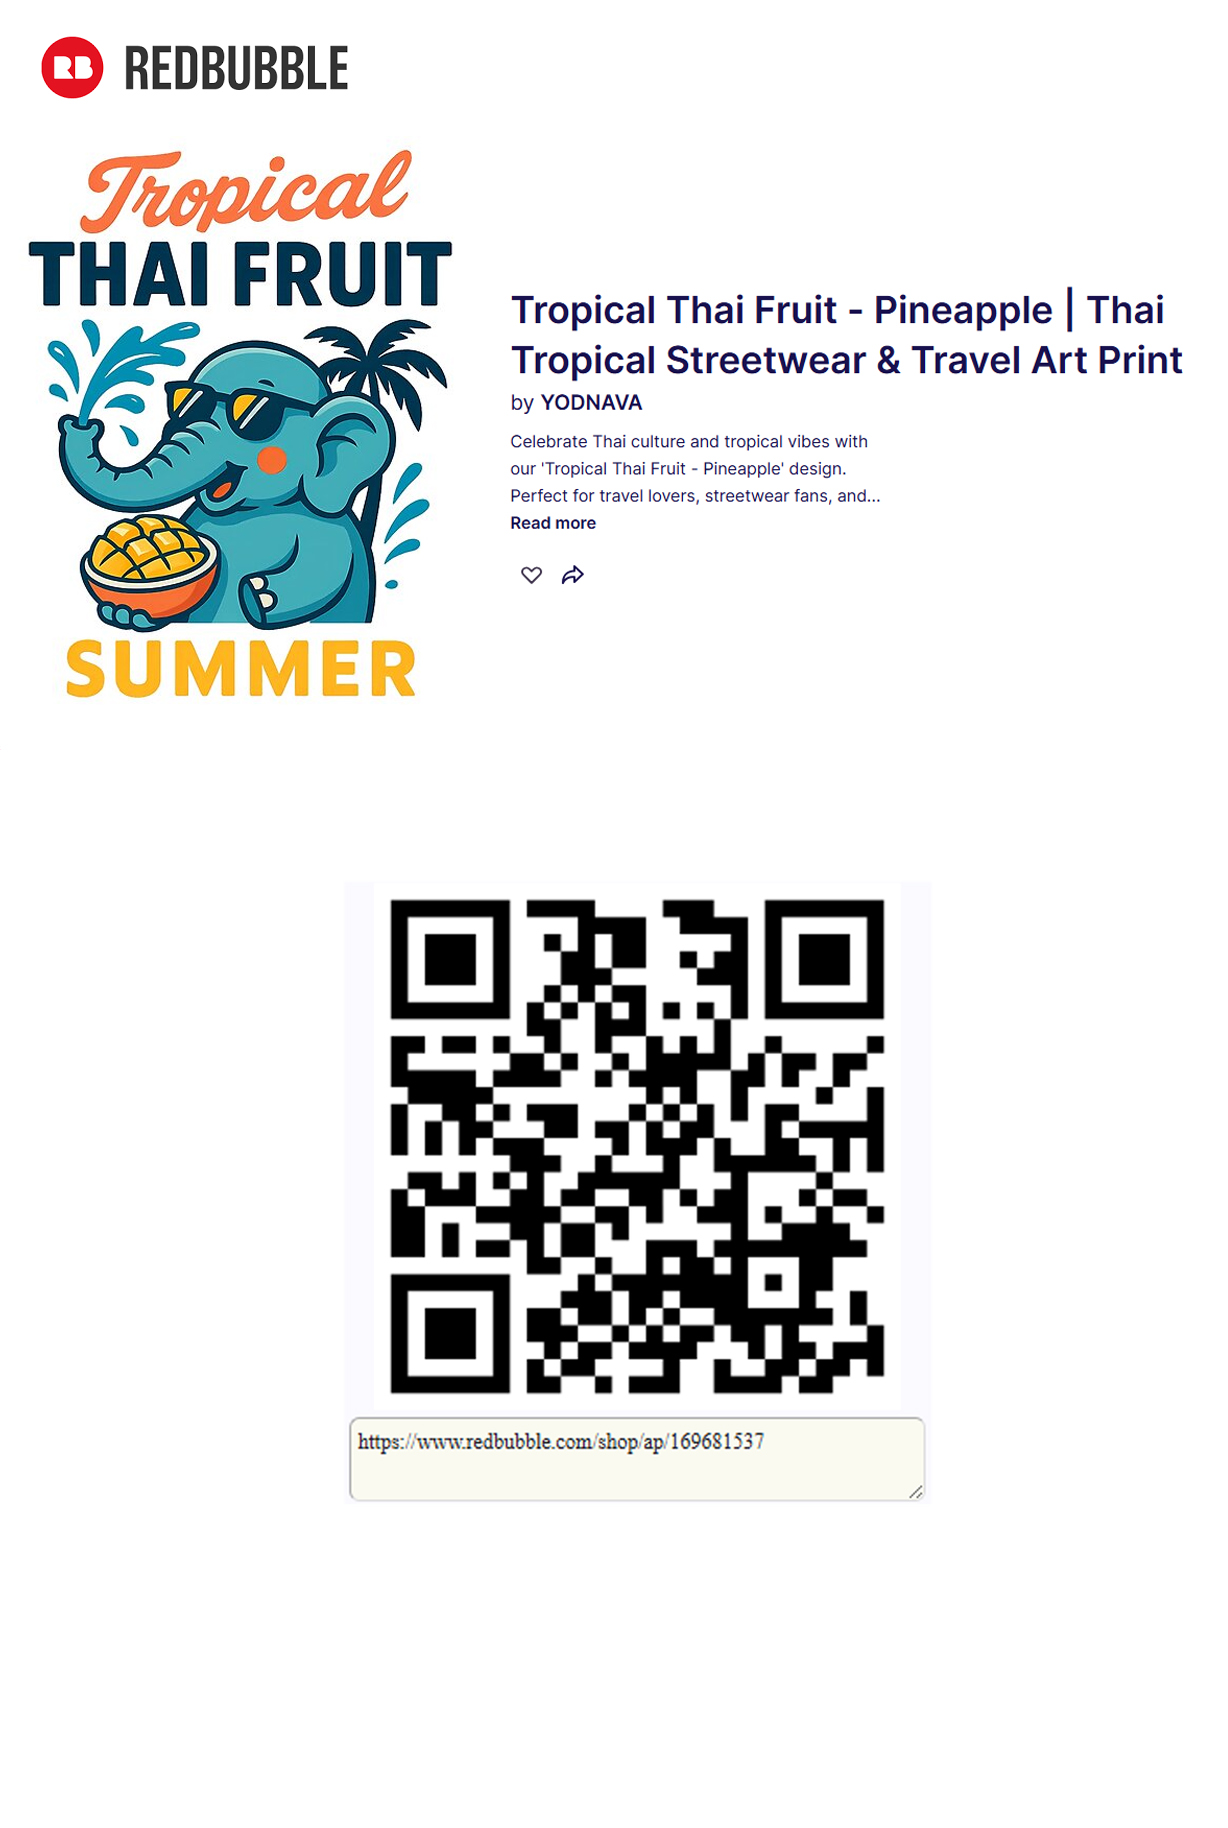 RB REDBUBBLE
Tropical
THAI FRUIT
SUMMER
Tropical Thai Fruit - Pineapple | Thai
Tropical Streetwear & Travel Art Print
by YODNAVA
Celebrate Thai culture and tropical vibes with
our 'Tropical Thai Fruit - Pineapple' design.
Perfect for travel lovers, streetwear fans, and...
Read more
https://www.redbubble.com/shop/ap/169681537